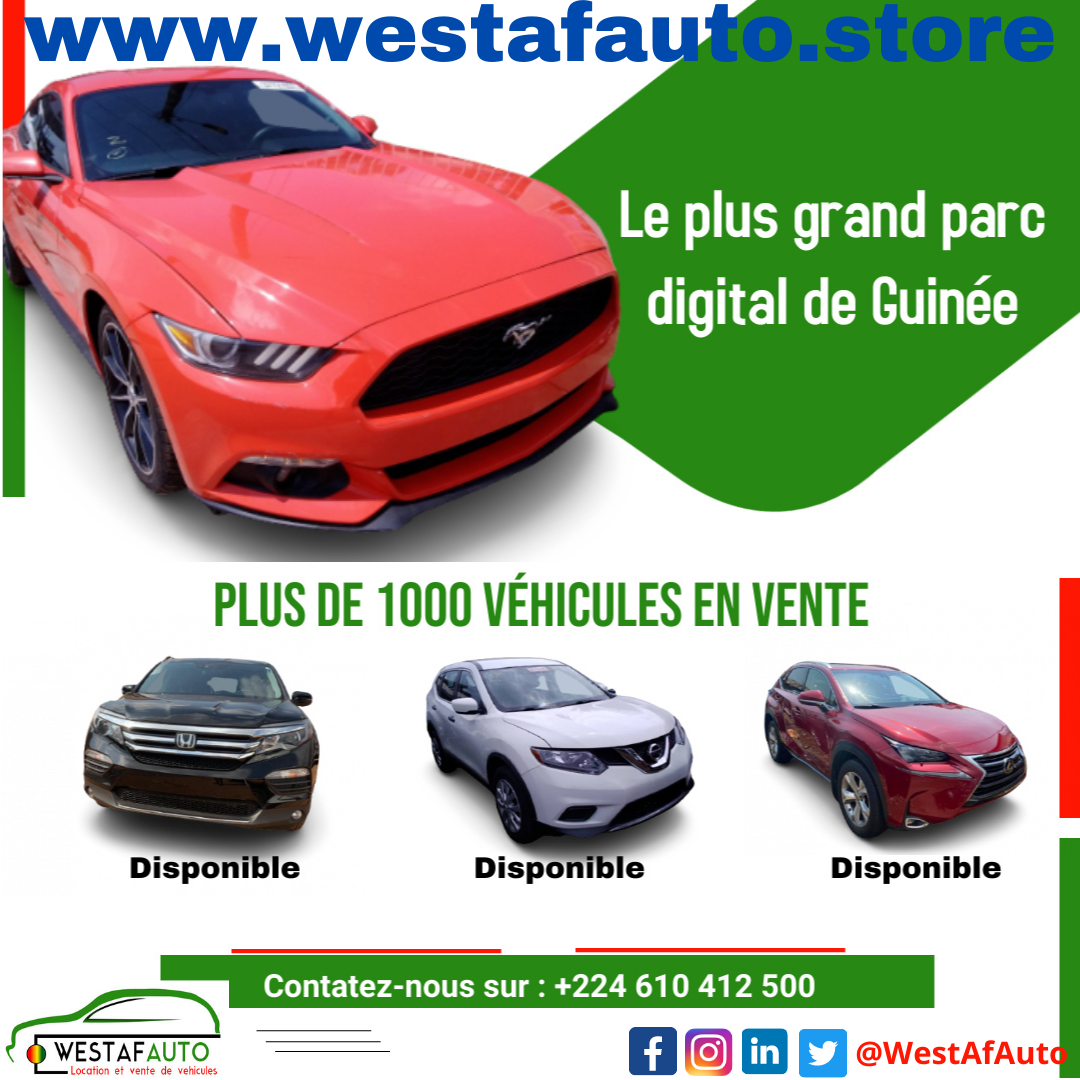 www.westafauto.store
Le plus grand parc
digital de Guinée
PLUS DE 1000 VÉHICULES EN VENTE
Disponible
Disponible
Disponible
Contatez-nous sur : +224 610 412 500
WESTAFAUTO
Location et vente de vehicules
@WestAfAuto